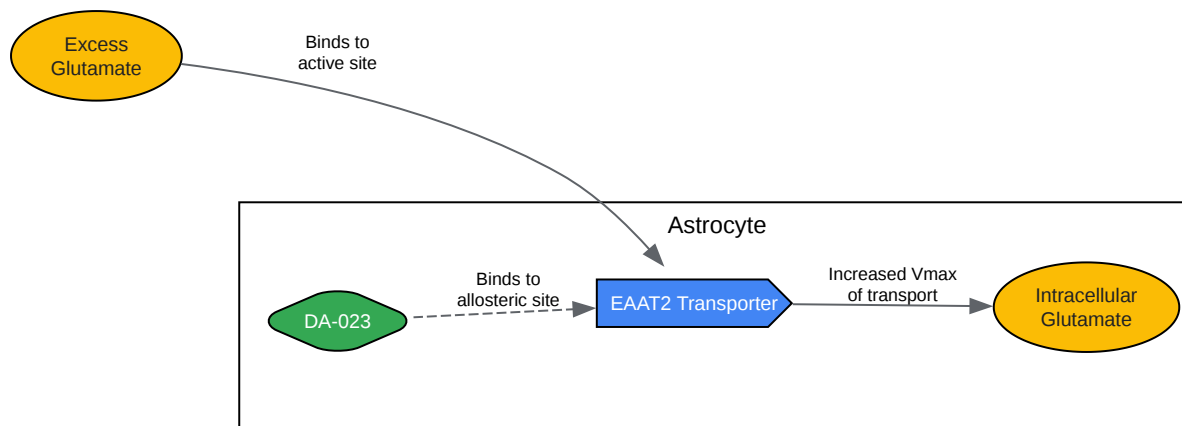 Excess
Glutamate
Binds to
active site
Astrocyte
DA-023
Binds to
allosteric site
EAAT2 Transporter
Increased Vmax
of transport
Intracellular
Glutamate